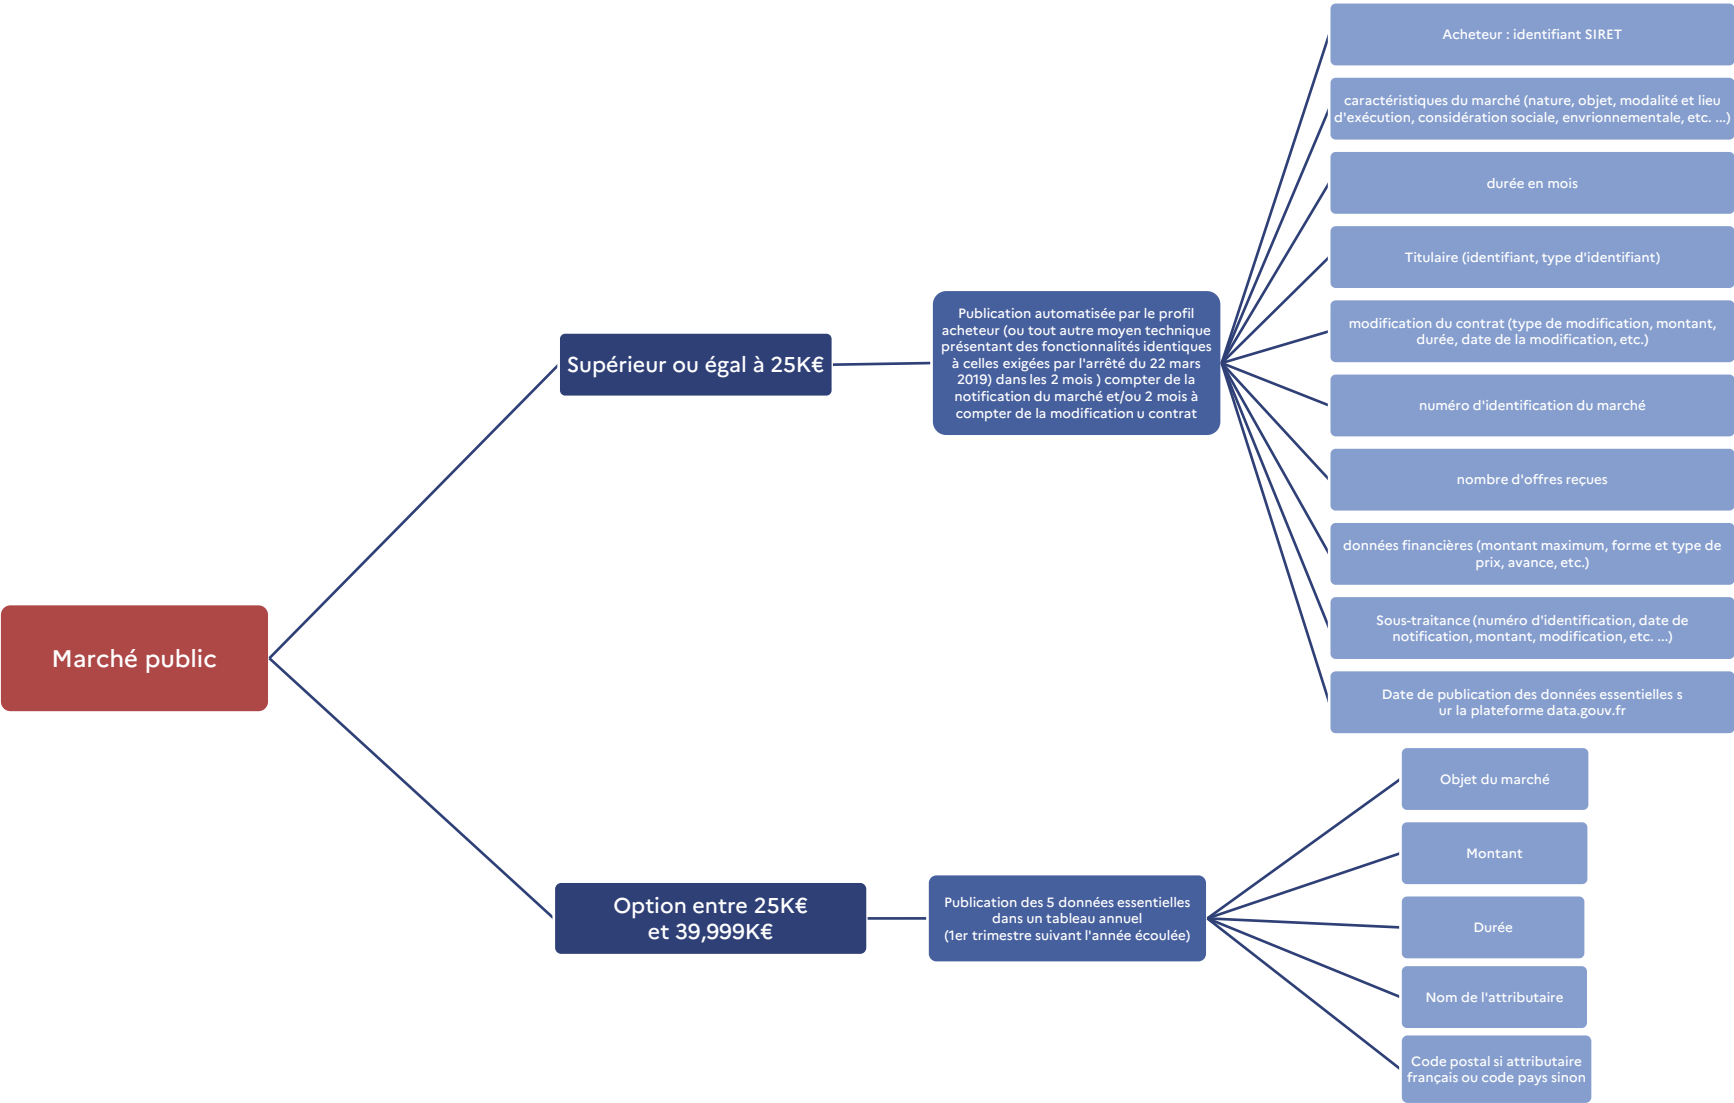 Marché public
Supérieur ou égal à 25K€
Publication automatisée par le profil
acheteur (ou tout autre moyen technique
présentant des fonctionnalités identiques
à celles exigées par l'arrêté du 22 mars
2019) dans les 2 mois ) compter de la
notification du marché et/ou 2 mois à
compter de la modification u contrat
Acheteur : identifiant SIRET
caractéristiques du marché (nature, objet, modalité et lieu
d'exécution, considération sociale, envrionnementale, etc. ...)
durée en mois
Titulaire (identifiant, type d'identifiant)
modification du contrat (type de modification, montant,
durée, date de la modification, etc.)
numéro d'identification du marché
nombre d'offres reçues
données financières (montant maximum, forme et type de
prix, avance, etc.)
Sous-traitance (numéro d'identification, date de
notification, montant, modification, etc. ...)
Date de publication des données essentielles s
ur la plateforme data.gouv.fr
Option entre 25K€
et 39,999K€
Publication des 5 données essentielles
dans un tableau annuel
(1er trimestre suivant l'année écoulée)
Objet du marché
Montant
Durée
Nom de l'attributaire
Code postal si attributaire
français ou code pays sinon